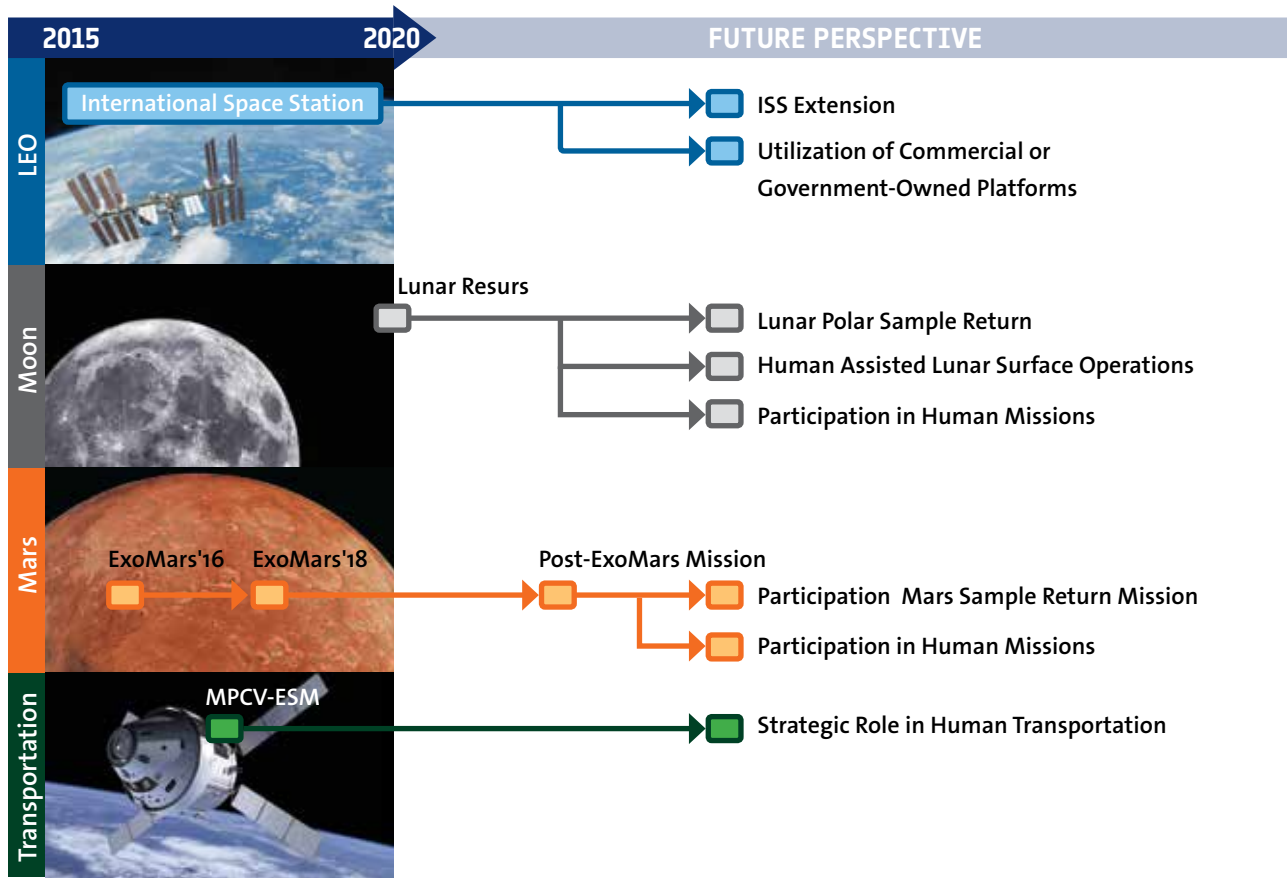 2015 2020 FUTURE PERSPECTIVE
LEO
International Space Station
ISS Extension
Utilization of Commercial or
Government-Owned Platforms
Moon
Lunar Resurs
Lunar Polar Sample Return
Human Assisted Lunar Surface Operations
Participation in Human Missions
Mars
ExoMars'16 ExoMars'18 Post-ExoMars Mission
Participation Mars Sample Return Mission
Participation in Human Missions
Transportation
MPCV-ESM
Strategic Role in Human Transportation